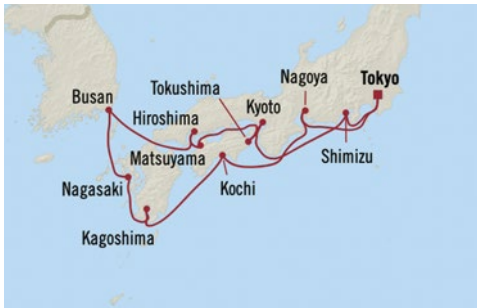 Tokyo
Nagoya
Tokushima
Kyoto
Busan
Hiroshima
Matsuyama
Shimizu
Nagasaki
Kochi
Kagoshima